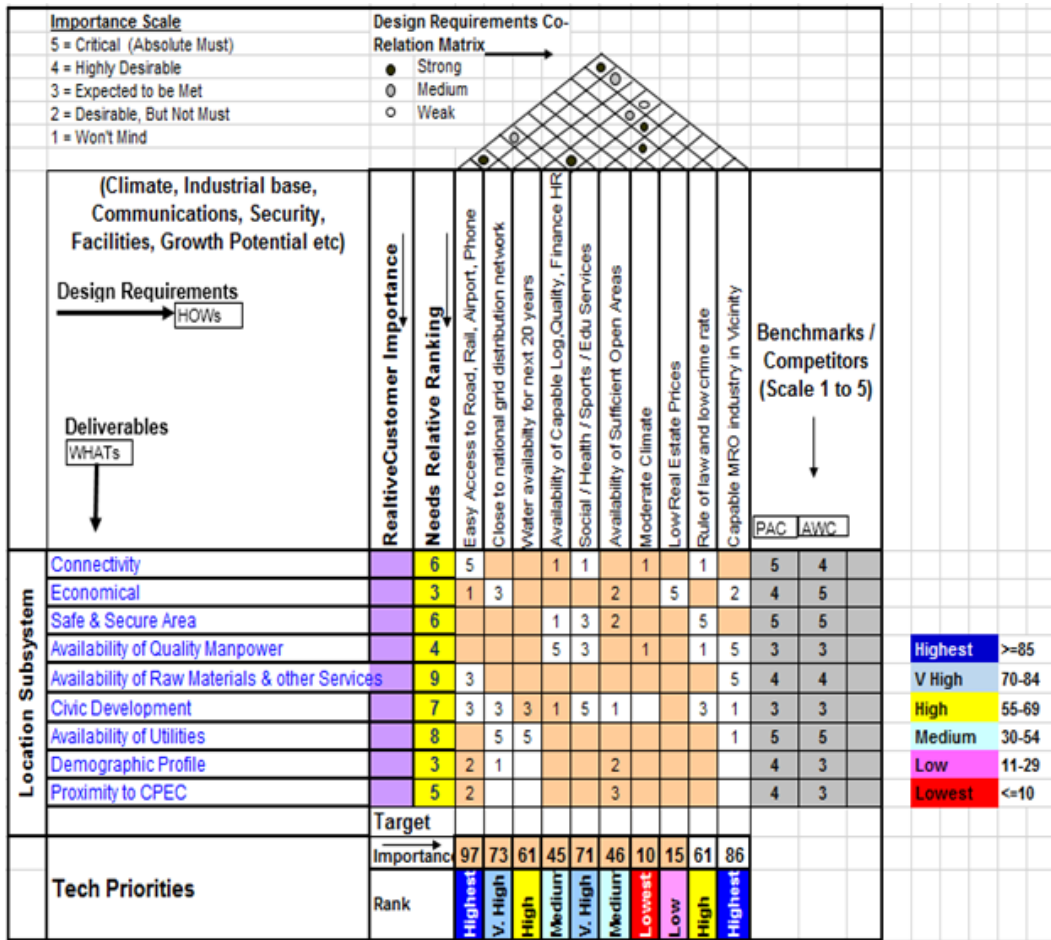 Importance Scale
5 = Critical (Absolute Must)
4 = Highly Desirable
3 = Expected to be Met
2 = Desirable, But Not Must
1 = Won't Mind
Design Requirements Co-
Relation Matrix
Strong
Medium
Weak
(Climate, Industrial base,
Communications, Security,
Facilities, Growth Potential etc)
Design Requirements
HOWs
Deliverables
WHATs
RealtiveCustomer Importance
Needs Relative Ranking
Easy Access to Road, Rail, Airport, Phone
Close to national grid distribution network
Water availabilty for next 20 years
Availability of Capable Log,Quality, Finance HR
Social / Health / Sports / Edu Services
Availability of Sufficient Open Areas
Moderate Climate
Low Real Estate Prices
Rule of law and low crime rate
Capable MRO industry in Vicinity
Benchmarks /
Competitors
(Scale 1 to 5)
PAC AWC
Location Subsystem
Connectivity 6 5 1 1 1 1 5 4
Economical 3 1 3 2 5 2 4 5
Safe & Secure Area 6 1 3 2 5 5 5
Availability of Quality Manpower 4 5 3 1 1 5 3 3
Availability of Raw Materials & other Services 9 3 5 4 4
Civic Development 7 3 3 3 1 5 1 3 1 3 3
Availability of Utilities 8 5 5 1 5 5
Demographic Profile 3 2 1 2 4 3
Proximity to CPEC 5 2 3 4 3
Highest >=85
V High 70-84
High 55-69
Medium 30-54
Low 11-29
Lowest <=10
Target
Tech Priorities
Importance 97 73 61 45 71 46 10 15 61 86
Rank Highest V. High High Medium V. High Medium Lowest Low High Highest